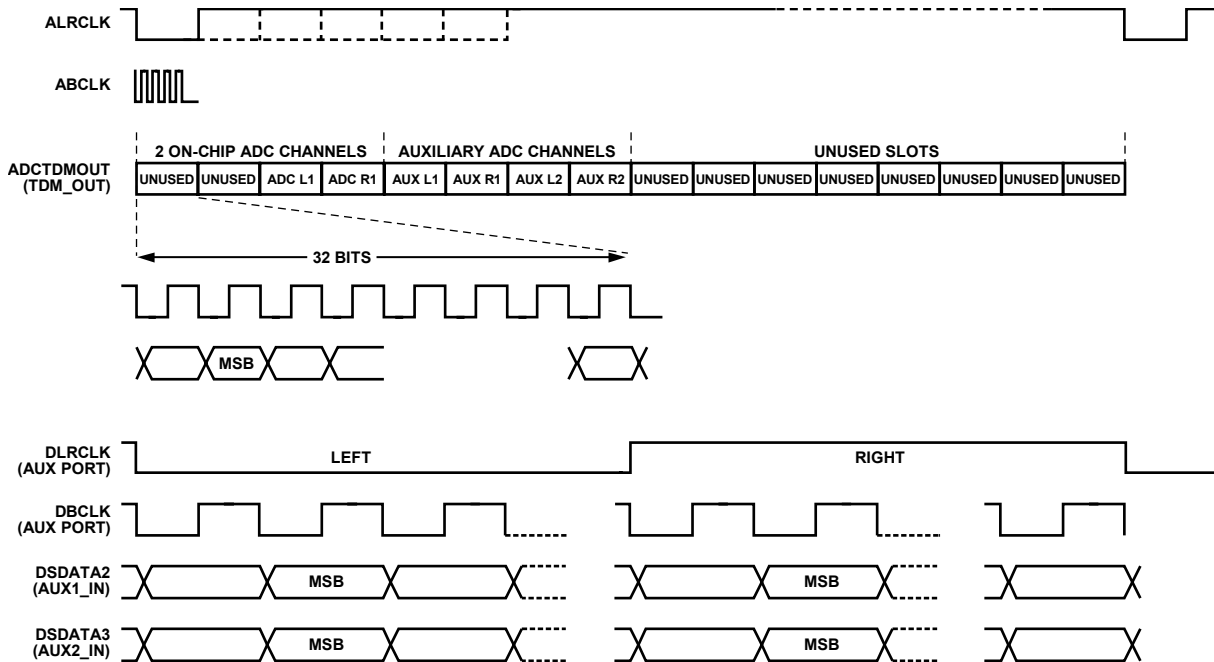 ALRCLK
ABCLK
2 ON-CHIP ADC CHANNELS AUXILIARY ADC CHANNELS UNUSED SLOTS
ADCTDMOUT
(TDM_OUT)
UNUSED UNUSED ADC L1 ADC R1 AUX L1 AUX R1 AUX L2 AUX R2 UNUSED UNUSED UNUSED UNUSED UNUSED UNUSED UNUSED UNUSED
32 BITS
MSB
DLRCLK
(AUX PORT)
LEFT RIGHT
DBCLK
(AUX PORT)
DSDATA2
(AUX1_IN)
MSB MSB
DSDATA3
(AUX2_IN)
MSB MSB